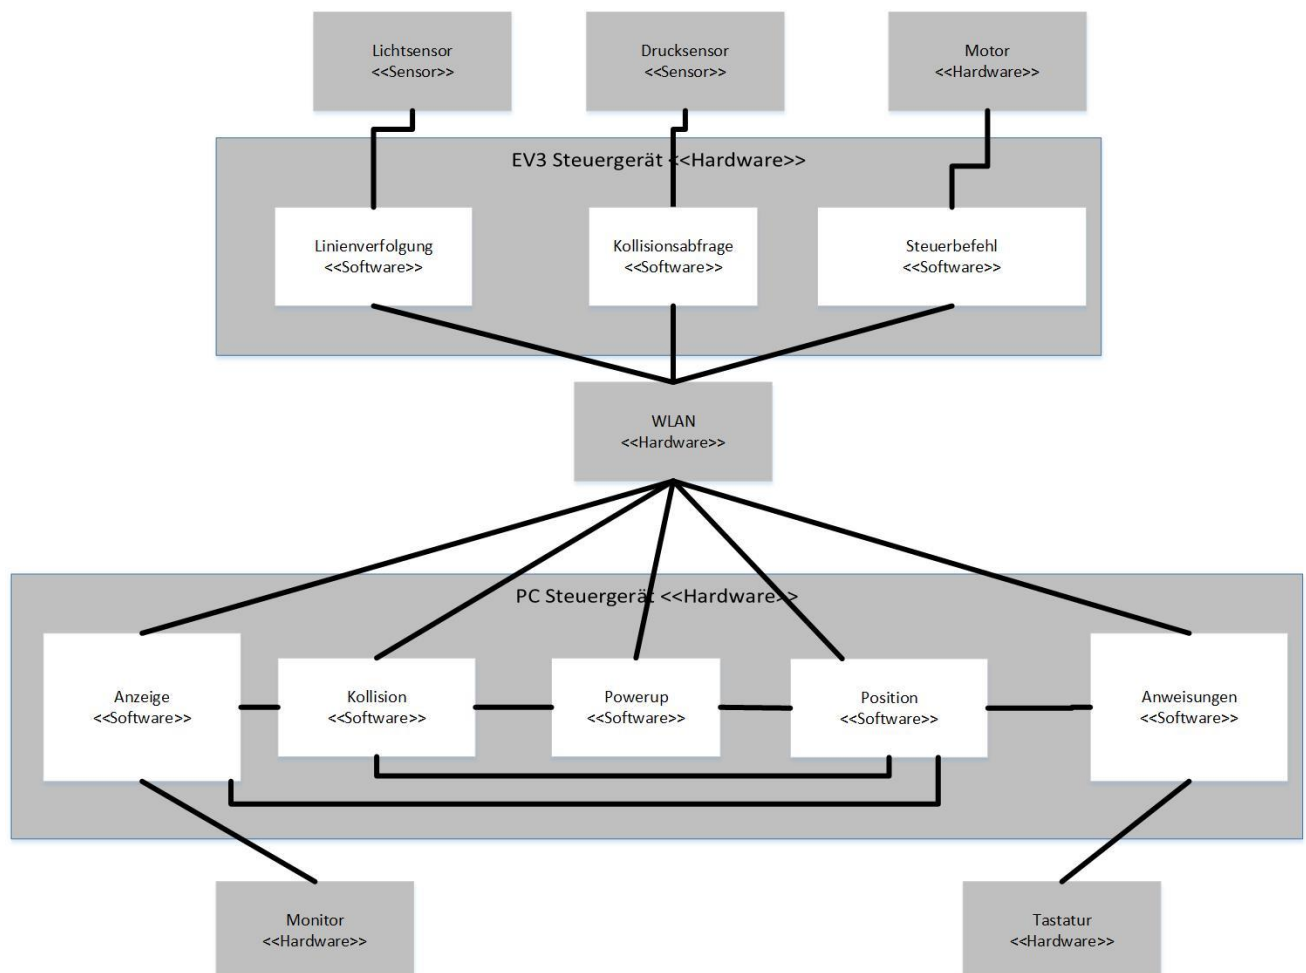 Lichtsensor
<<Sensor>>
Drucksensor
<<Sensor>>
Motor
<<Hardware>>
EV3 Steuergerät <<Hardware>>
Linienverfolgung
<<Software>>
Kollisionsabfrage
<<Software>>
Steuerbefehl
<<Software>>
WLAN
<<Hardware>>
PC Steuergerät <<Hardware>>
Anzeige
<<Software>>
Kollision
<<Software>>
Powerup
<<Software>>
Position
<<Software>>
Anweisungen
<<Software>>
Monitor
<<Hardware>>
Tastatur
<<Hardware>>